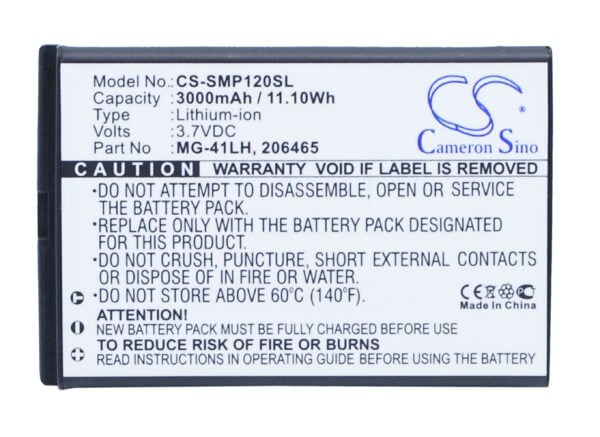 Model No.: CS-SMP120SL
Capacity : 3000mAh / 11.10Wh
Type : Lithium-ion
Volts : 3.7VDC
Part No : MG-41LH, 206465
CS
Cameron Sino
CAUTION WARRANTY VOID IF LABEL IS REMOVED!
•DO NOT ATTEMPT TO DISASSEMBLE, OPEN OR SERVICE
THE BATTERY PACK.
•REPLACE ONLY WITH THE BATTERY PACK DESIGNATED
FOR YOUR EQUIPMENT.
•DO NOT CRUSH, PUNCTURE, SHORT EXTERNAL CONTACTS
OR DISPOSE OF IN FIRE OR WATER.
•DO NOT STORE ABOVE 60°C (140°F).
CE
Made In China
ATTENTION!
•NEW BATTERY PACK MUST BE FULLY CHARGED BEFORE USE.
•TO REDUCE RISK OF FIRE OR BURNS
READ INSTRUCTIONS IN OPERATING GUIDE BEFORE USING BATTERY.